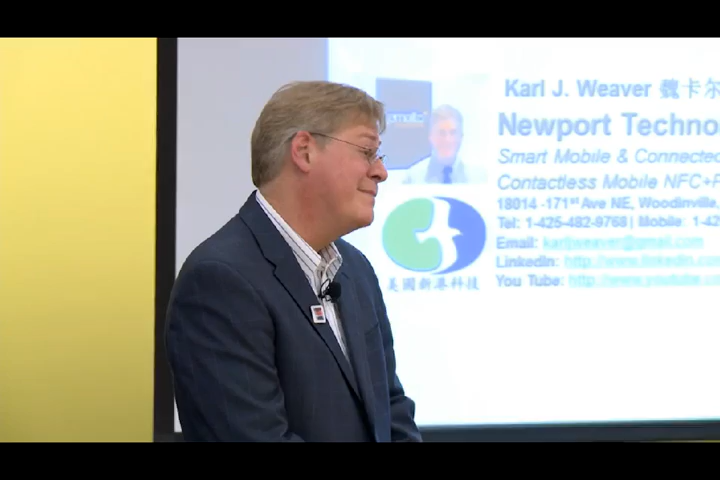 Karl J. Weaver 魏卡尔
Newport Techno
Smart Mobile & Connected
Contactless Mobile NFC+P
18014 -171st Ave NE, Woodinville,
Tel: 1-425-482-9768 | Mobile: 1-42
Email: karljweaver@gmail.com
LinkedIn: http://www.linkedin.com
You Tube: http://www.youtube.co
美國新港科技